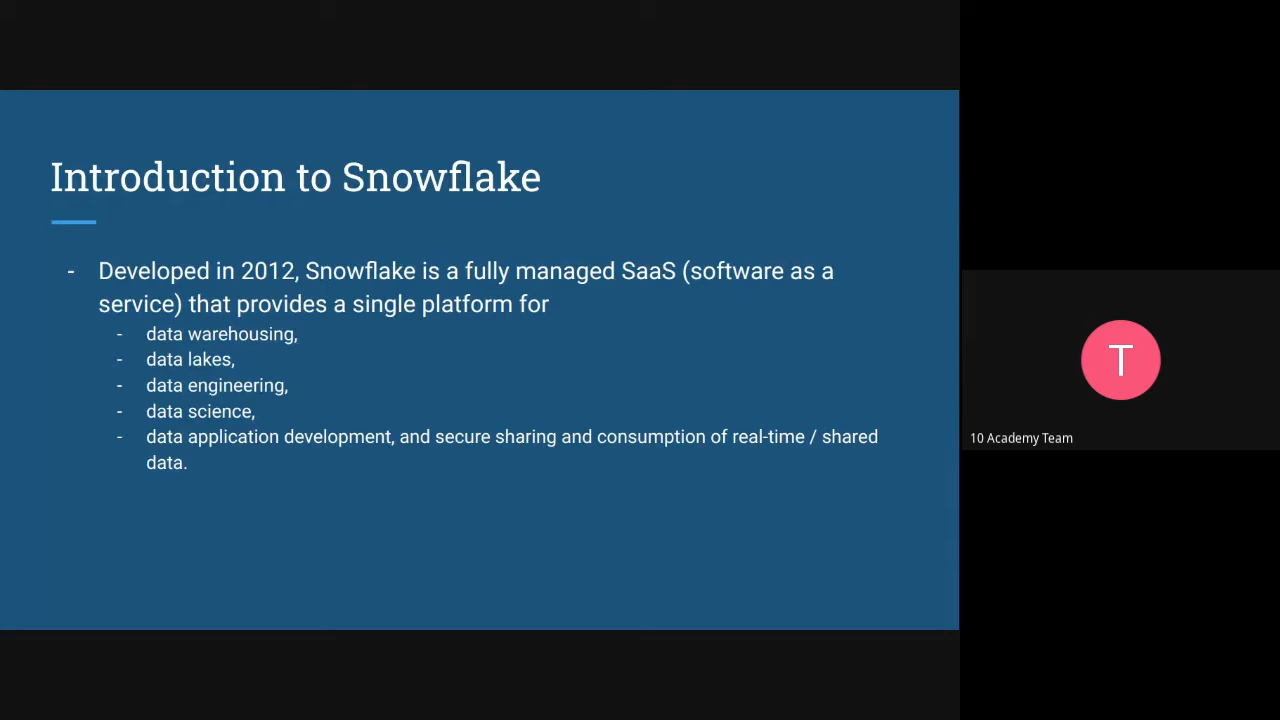 Introduction to Snowflake
- Developed in 2012, Snowflake is a fully managed SaaS (software as a
service) that provides a single platform for
- data warehousing,
- data lakes,
- data engineering,
- data science,
- data application development, and secure sharing and consumption of real-time / shared
data.
T
10 Academy Team